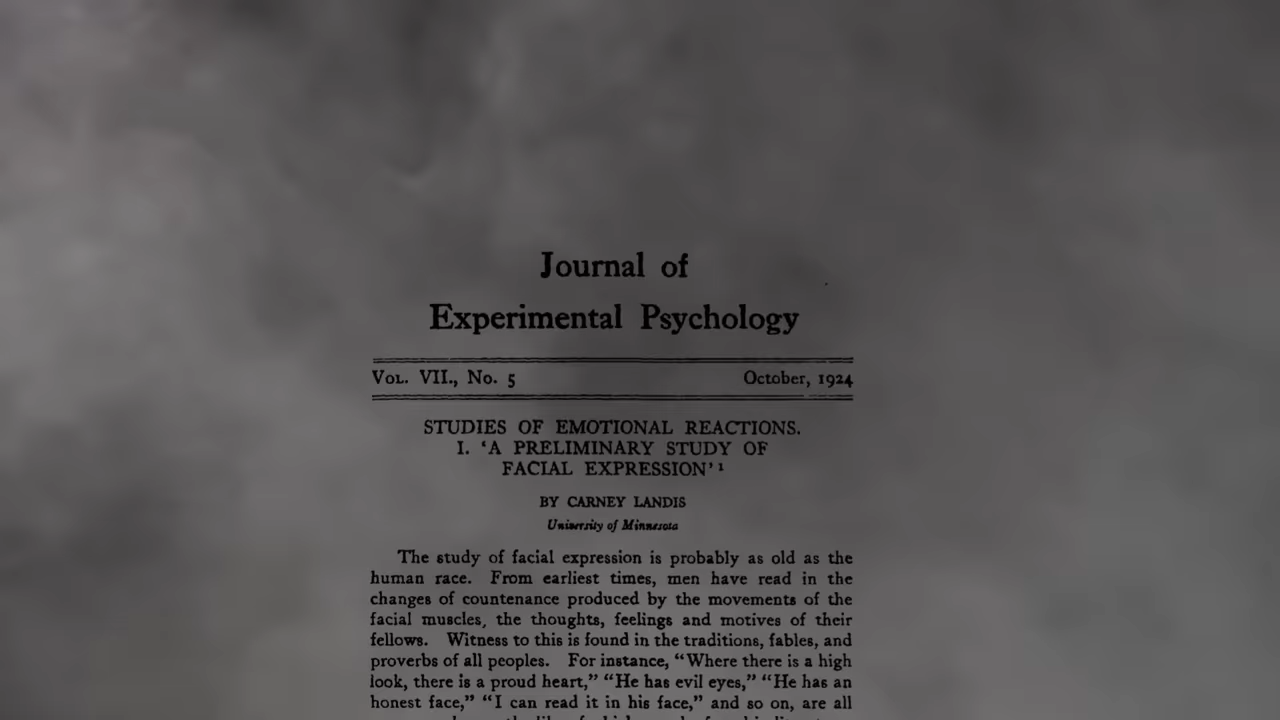 Journal of
Experimental Psychology
VOL. VII., No. 5 October, 1924
STUDIES OF EMOTIONAL REACTIONS.
I. ‘A PRELIMINARY STUDY OF
FACIAL EXPRESSION’ ¹
BY CARNEY LANDIS
University of Minnesota
The study of facial expression is probably as old as the
human race. From earliest times, men have read in the
changes of countenance produced by the movements of the
facial muscles, the thoughts, feelings and motives of their
fellows. Witness to this is found in the traditions, fables, and
proverbs of all peoples. For instance, “Where there is a high
look, there is a proud heart,” “He has evil eyes,” “He has an
honest face,” “I can read it in his face,” and so on, are all